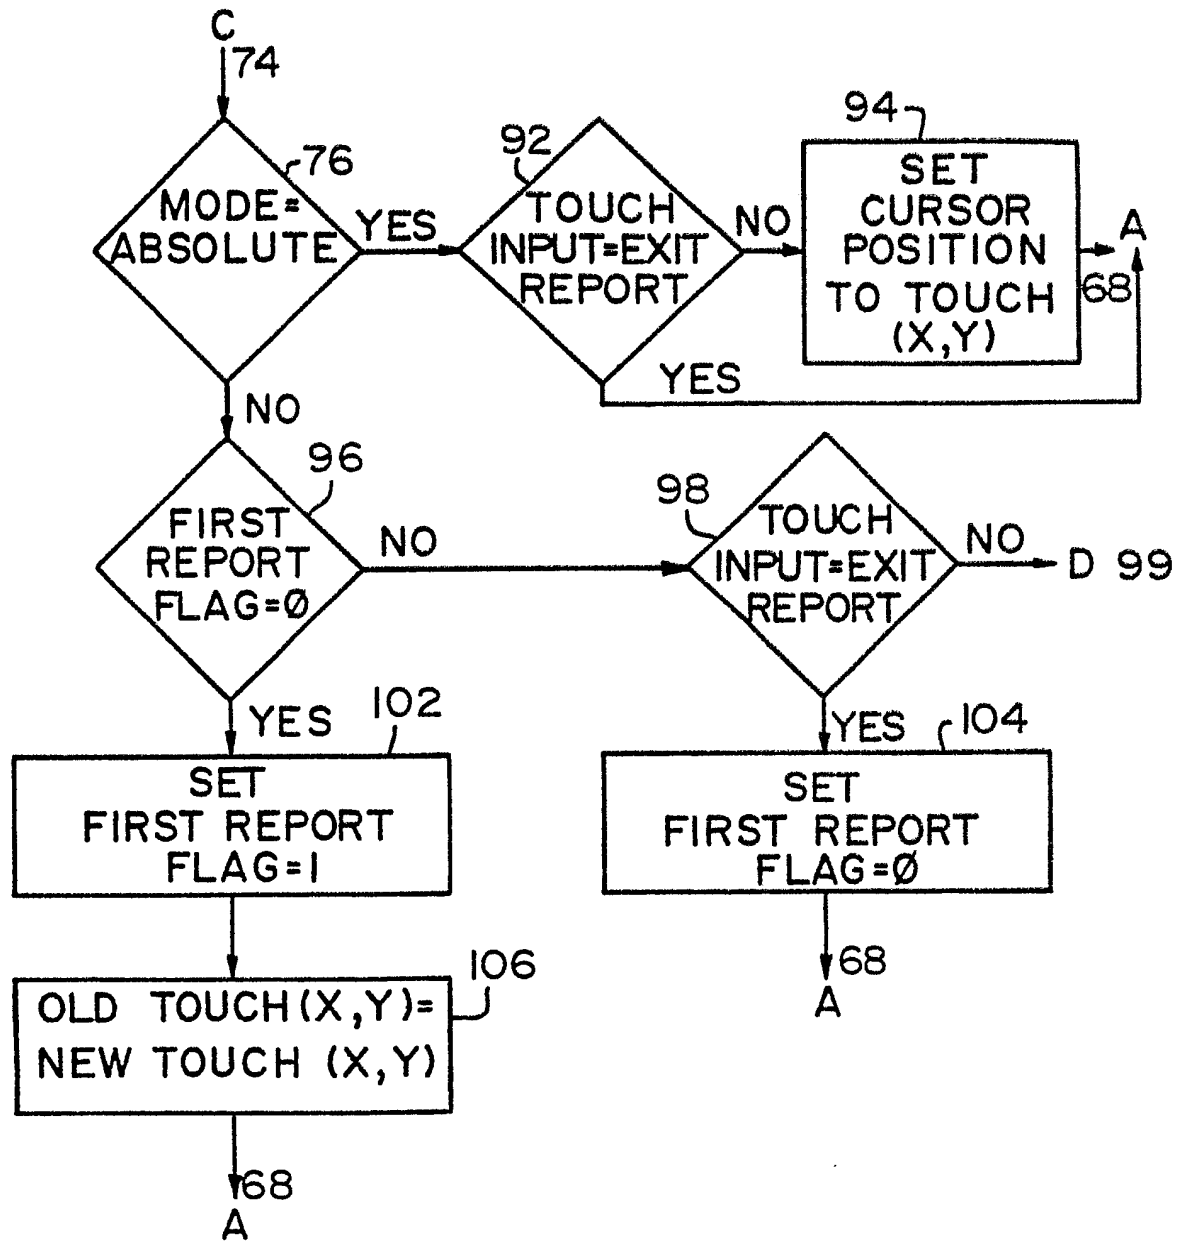 C
74
76
MODE=
ABSOLUTE
YES
92
TOUCH
INPUT=EXIT
REPORT
NO
94
SET
CURSOR
POSITION
TO TOUCH
(X,Y)
A
68
YES
NO
96
FIRST
REPORT
FLAG=Ø
NO
98
TOUCH
INPUT=EXIT
REPORT
NO
D 99
YES
102
SET
FIRST REPORT
FLAG=1
YES
104
SET
FIRST REPORT
FLAG=Ø
68
A
106
OLD TOUCH(X,Y)=
NEW TOUCH (X,Y)
68
A